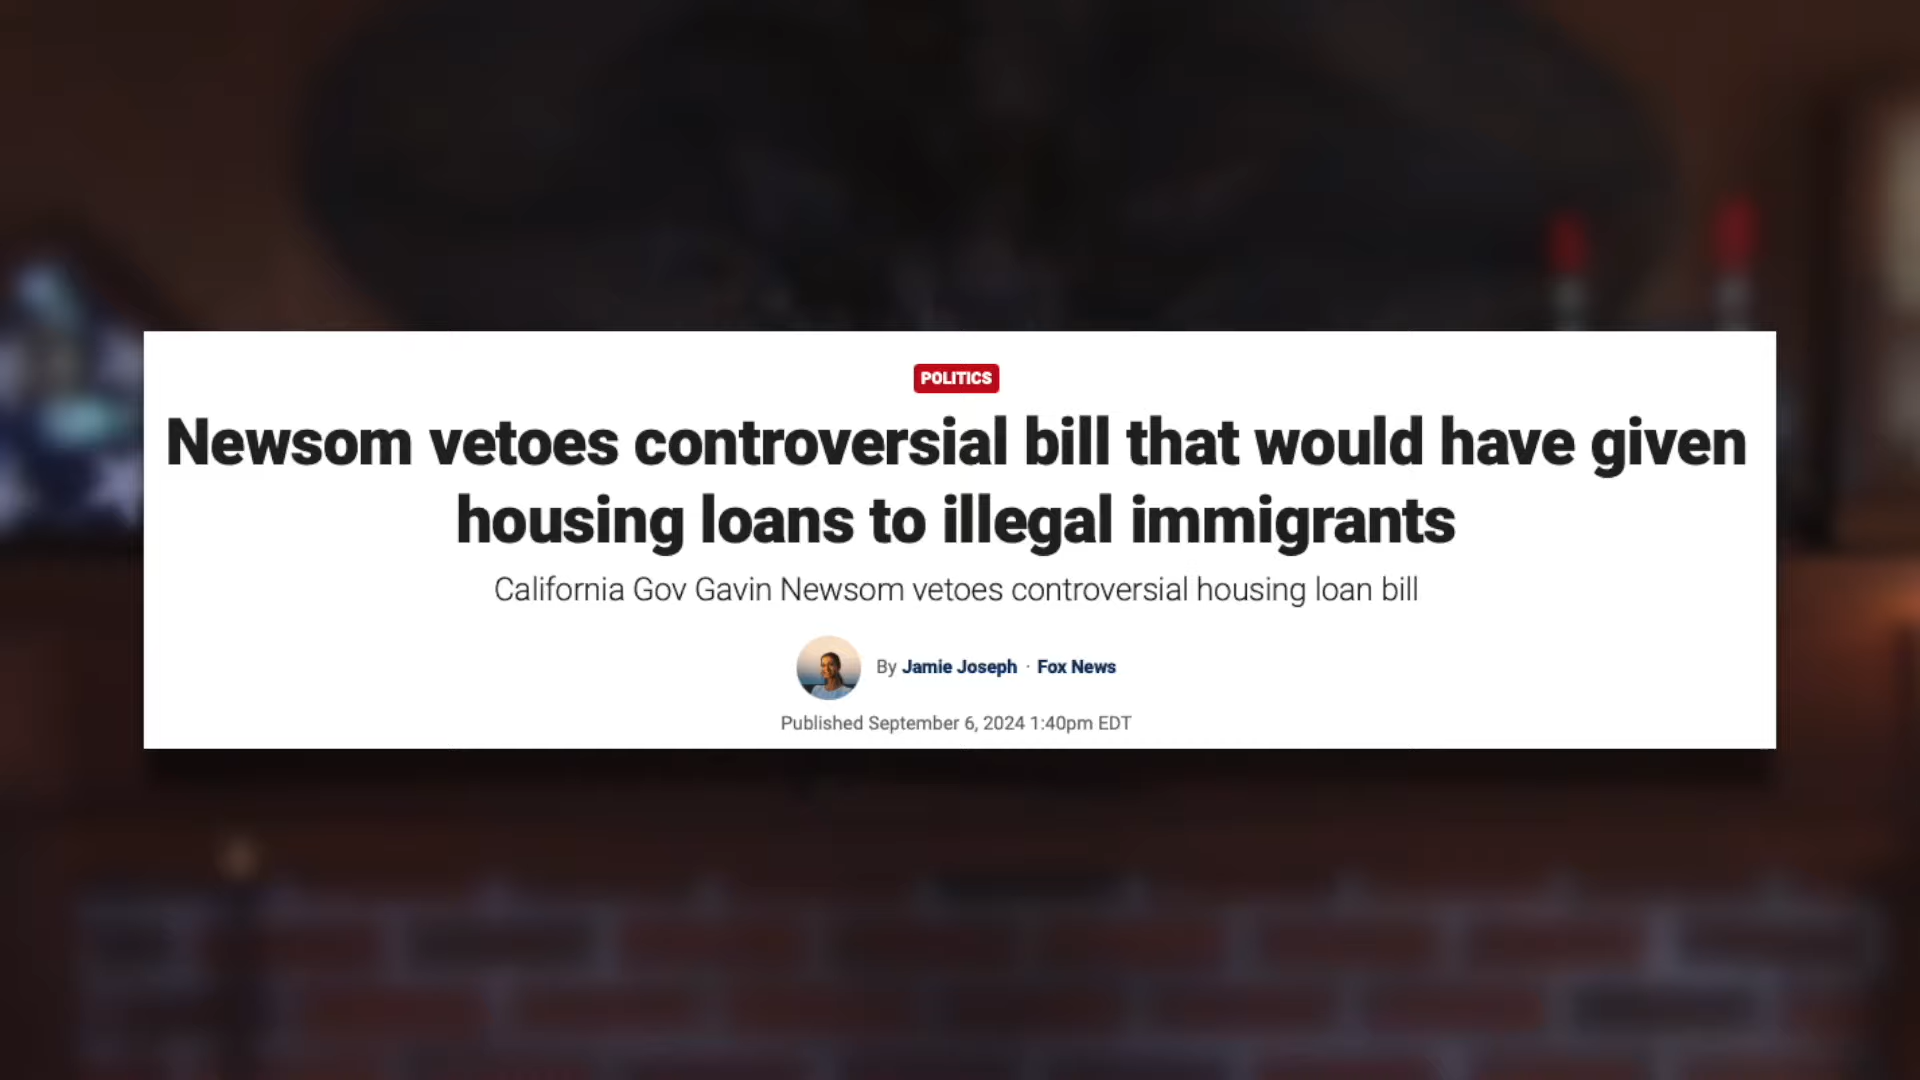 POLITICS
Newsom vetoes controversial bill that would have given
housing loans to illegal immigrants
California Gov Gavin Newsom vetoes controversial housing loan bill
By Jamie Joseph · Fox News
Published September 6, 2024 1:40pm EDT